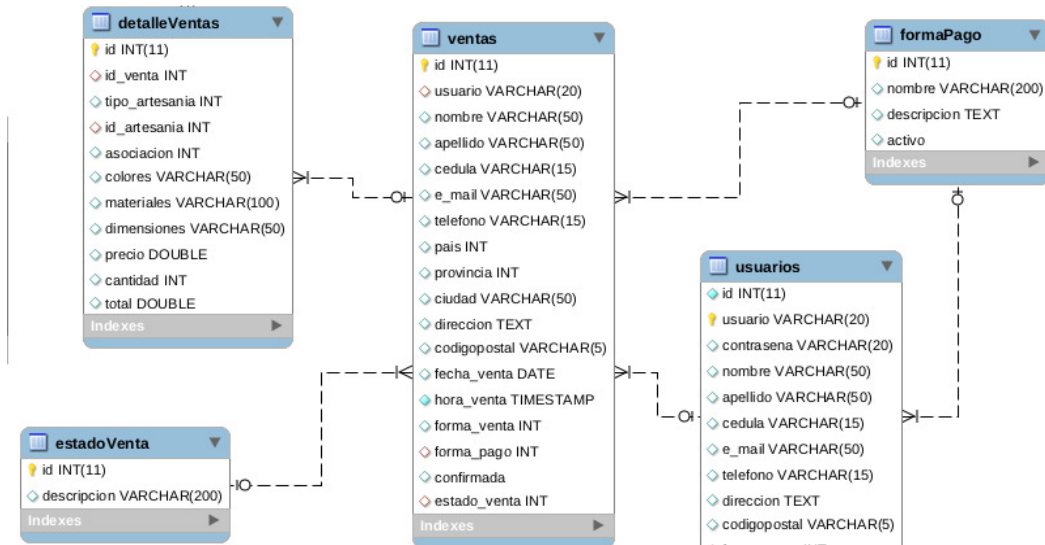 detalleVentas
id INT(11)
id_venta INT
tipo_artesania INT
id_artesania INT
asociacion INT
colores VARCHAR(50)
materiales VARCHAR(100)
dimensiones VARCHAR(50)
precio DOUBLE
cantidad INT
total DOUBLE
Indexes
ventas
id INT(11)
usuario VARCHAR(20)
nombre VARCHAR(50)
apellido VARCHAR(50)
cedula VARCHAR(15)
e_mail VARCHAR(50)
telefono VARCHAR(15)
pais INT
provincia INT
ciudad VARCHAR(50)
direccion TEXT
codigopostal VARCHAR(5)
fecha_venta DATE
hora_venta TIMESTAMP
forma_venta INT
forma_pago INT
confirmada
estado_venta INT
Indexes
formaPago
id INT(11)
nombre VARCHAR(200)
descripcion TEXT
activo
Indexes
usuarios
id INT(11)
usuario VARCHAR(20)
contrasena VARCHAR(20)
nombre VARCHAR(50)
apellido VARCHAR(50)
cedula VARCHAR(15)
e_mail VARCHAR(50)
telefono VARCHAR(15)
direccion TEXT
codigopostal VARCHAR(5)
estadoVenta
id INT(11)
descripcion VARCHAR(200)
Indexes